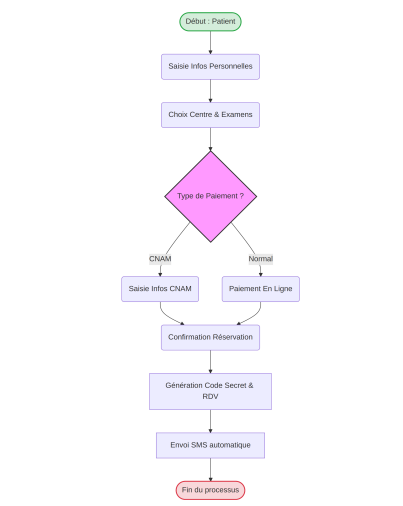 Début : Patient
Saisie Infos Personnelles
Choix Centre & Examens
Type de Paiement ?
CNAM
Normal
Saisie Infos CNAM
Paiement En Ligne
Confirmation Réservation
Génération Code Secret &
RDV
Envoi SMS automatique
Fin du processus